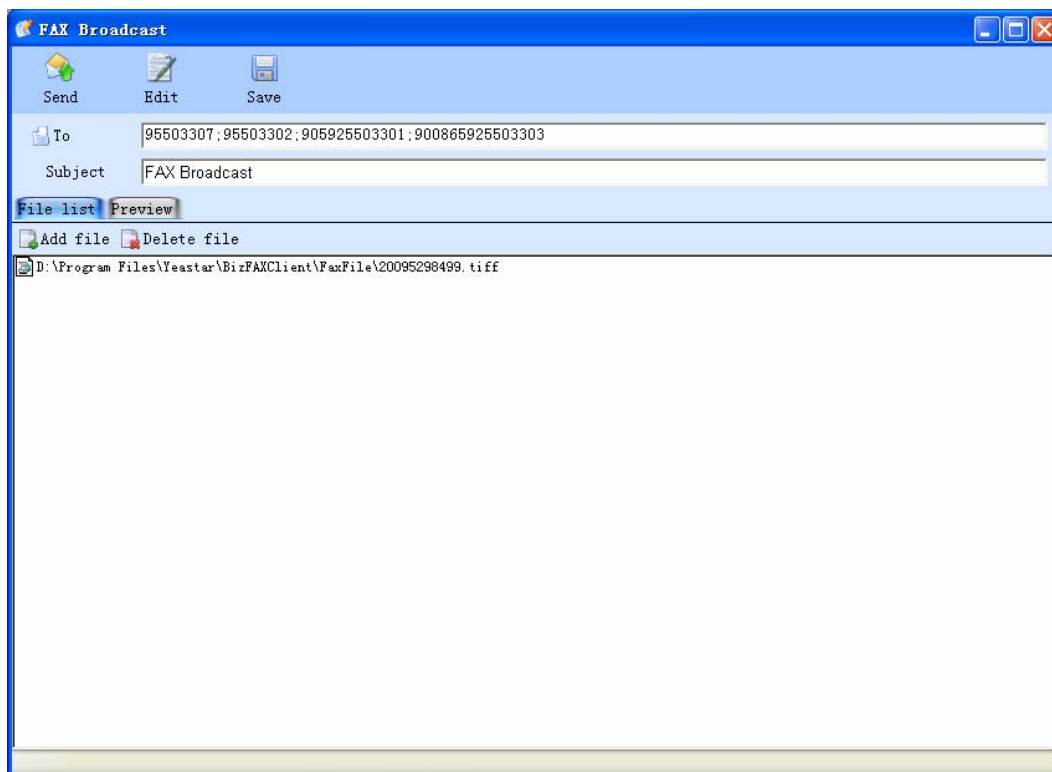 FAX Broadcast
Send Edit Save
To 95503307;95503302;905925503301;900865925503303
Subject FAX Broadcast
File list Preview
Add file Delete file
D:\Program Files\Yeastar\BizFAXClient\FaxFile\20095298499.tiff